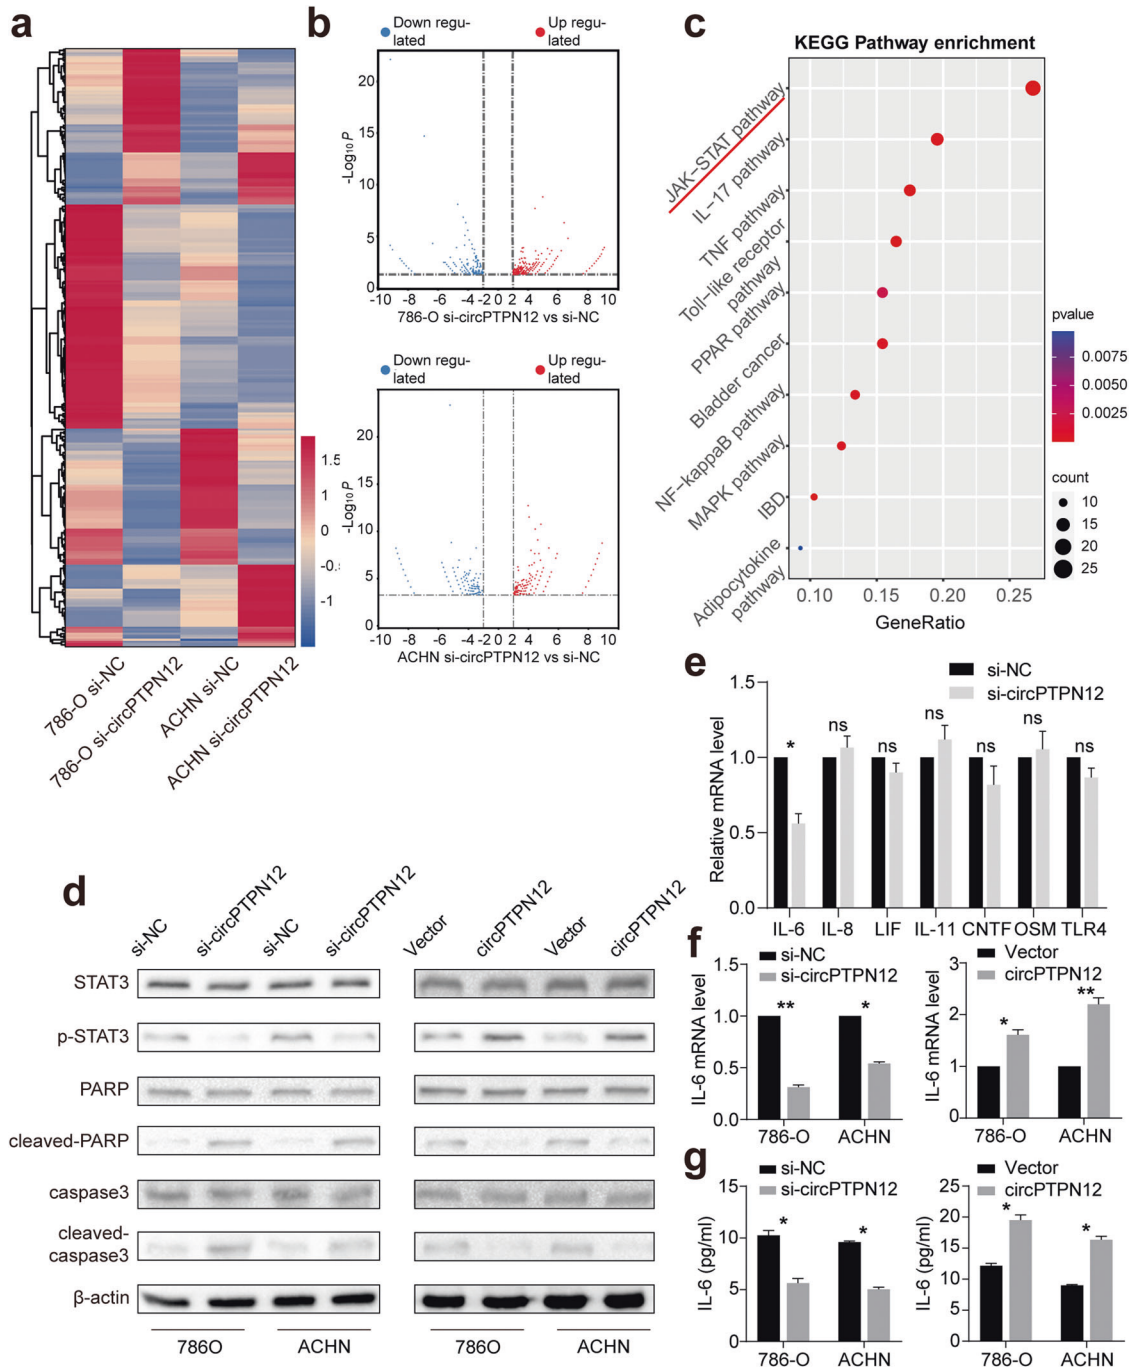 a
786-O si-NC
786-O si-circPTPN12
ACHN si-NC
ACHN si-circPTPN12
1.5
1
0
-0.5
-1
b
Down regu-
lated
Up regu-
lated
-Log10 P
20
15
10
5
0
-10 -8 -6 -4 -2 0 2 4 6 8 10
786-O si-circPTPN12 vs si-NC
Down regu-
lated
Up regu-
lated
-Log10 P
20
15
10
5
0
-10 -8 -6 -4 -2 0 2 4 6 8 10
ACHN si-circPTPN12 vs si-NC
c
KEGG Pathway enrichment
JAK−STAT pathway
IL−17 pathway
TNF pathway
Toll−like receptor
pathway
PPAR pathway
Bladder cancer
NF−kappaB pathway
MAPK pathway
IBD
Adipocytokine
pathway
0.10 0.15 0.20 0.25
GeneRatio
pvalue
0.0075
0.0050
0.0025
count
10
15
20
25
d
si-NC
si-circPTPN12
si-NC
si-circPTPN12
Vector
circPTPN12
Vector
circPTPN12
STAT3
p-STAT3
PARP
cleaved-PARP
caspase3
cleaved-
caspase3
β-actin
786O
ACHN
786O
ACHN
e
si-NC
si-circPTPN12
Relative mRNA level
1.5
1.0
0.5
0.0
* ns ns ns ns ns ns
IL-6 IL-8 LIF IL-11 CNTF OSM TLR4
f
si-NC
si-circPTPN12
IL-6 mRNA level
1.5
1.0
0.5
0.0
** *
786-O ACHN
Vector
circPTPN12
IL-6 mRNA level
3
2
1
0
* **
786-O ACHN
g
si-NC
si-circPTPN12
IL-6 (pg/ml)
15
10
5
0
* *
786-O ACHN
Vector
circPTPN12
IL-6 (pg/ml)
25
20
15
10
5
0
* *
786-O ACHN